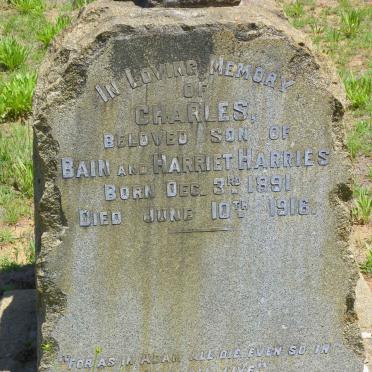 IN LOVING MEMORY
OF
CHARLES,
BELOVED SON OF
BAIN AND HARRIET HARRIES
BORN DEC. 3RD 1891
DIED JUNE 10TH 1916.
"FOR AS IN ADAM ALL DIE, EVEN SO IN
ALIVE"